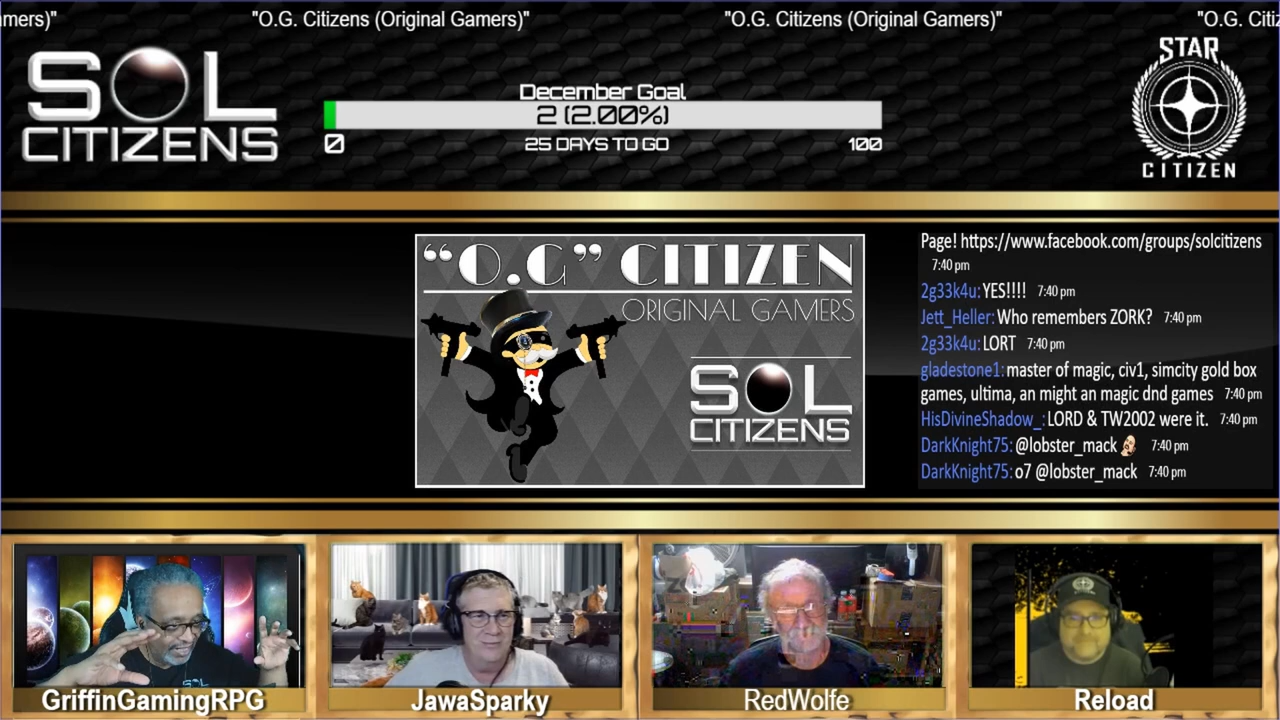 amers)" "O.G. Citizens (Original Gamers)" "O.G. Citizens (Original Gamers)" "O.G. Citiz
SOL
CITIZENS
December Goal
2 (2.00%)
0 25 DAYS TO GO 100
STAR
CITIZEN
"O.G" CITIZEN
ORIGINAL GAMERS
SOL
CITIZENS
Page! https://www.facebook.com/groups/solcitizens
7:40 pm
2g33k4u: YES!!!! 7:40 pm
Jett_Heller: Who remembers ZORK? 7:40 pm
2g33k4u: LORT 7:40 pm
gladestone1: master of magic, civ1, simcity gold box
games, ultima, an might an magic dnd games 7:40 pm
HisDivineShadow_: LORD & TW2002 were it. 7:40 pm
DarkKnight75: @lobster_mack 7:40 pm
DarkKnight75: o7 @lobster_mack 7:40 pm
SOL
GriffinGamingRPG
JawaSparky
RedWolfe
Reload